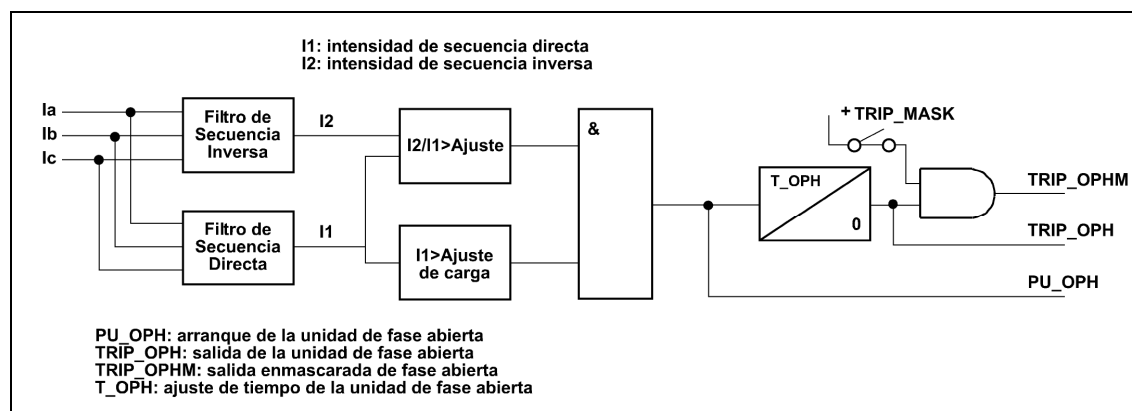 I1: intensidad de secuencia directa
I2: intensidad de secuencia inversa
Ia
Ib
Ic
Filtro de
Secuencia
Inversa
I2
I2/I1>Ajuste
&
+ TRIP_MASK
T_OPH
0
TRIP_OPHM
TRIP_OPH
PU_OPH
Filtro de
Secuencia
Directa
I1
I1>Ajuste
de carga
PU_OPH: arranque de la unidad de fase abierta
TRIP_OPH: salida de la unidad de fase abierta
TRIP_OPHM: salida enmascarada de fase abierta
T_OPH: ajuste de tiempo de la unidad de fase abierta